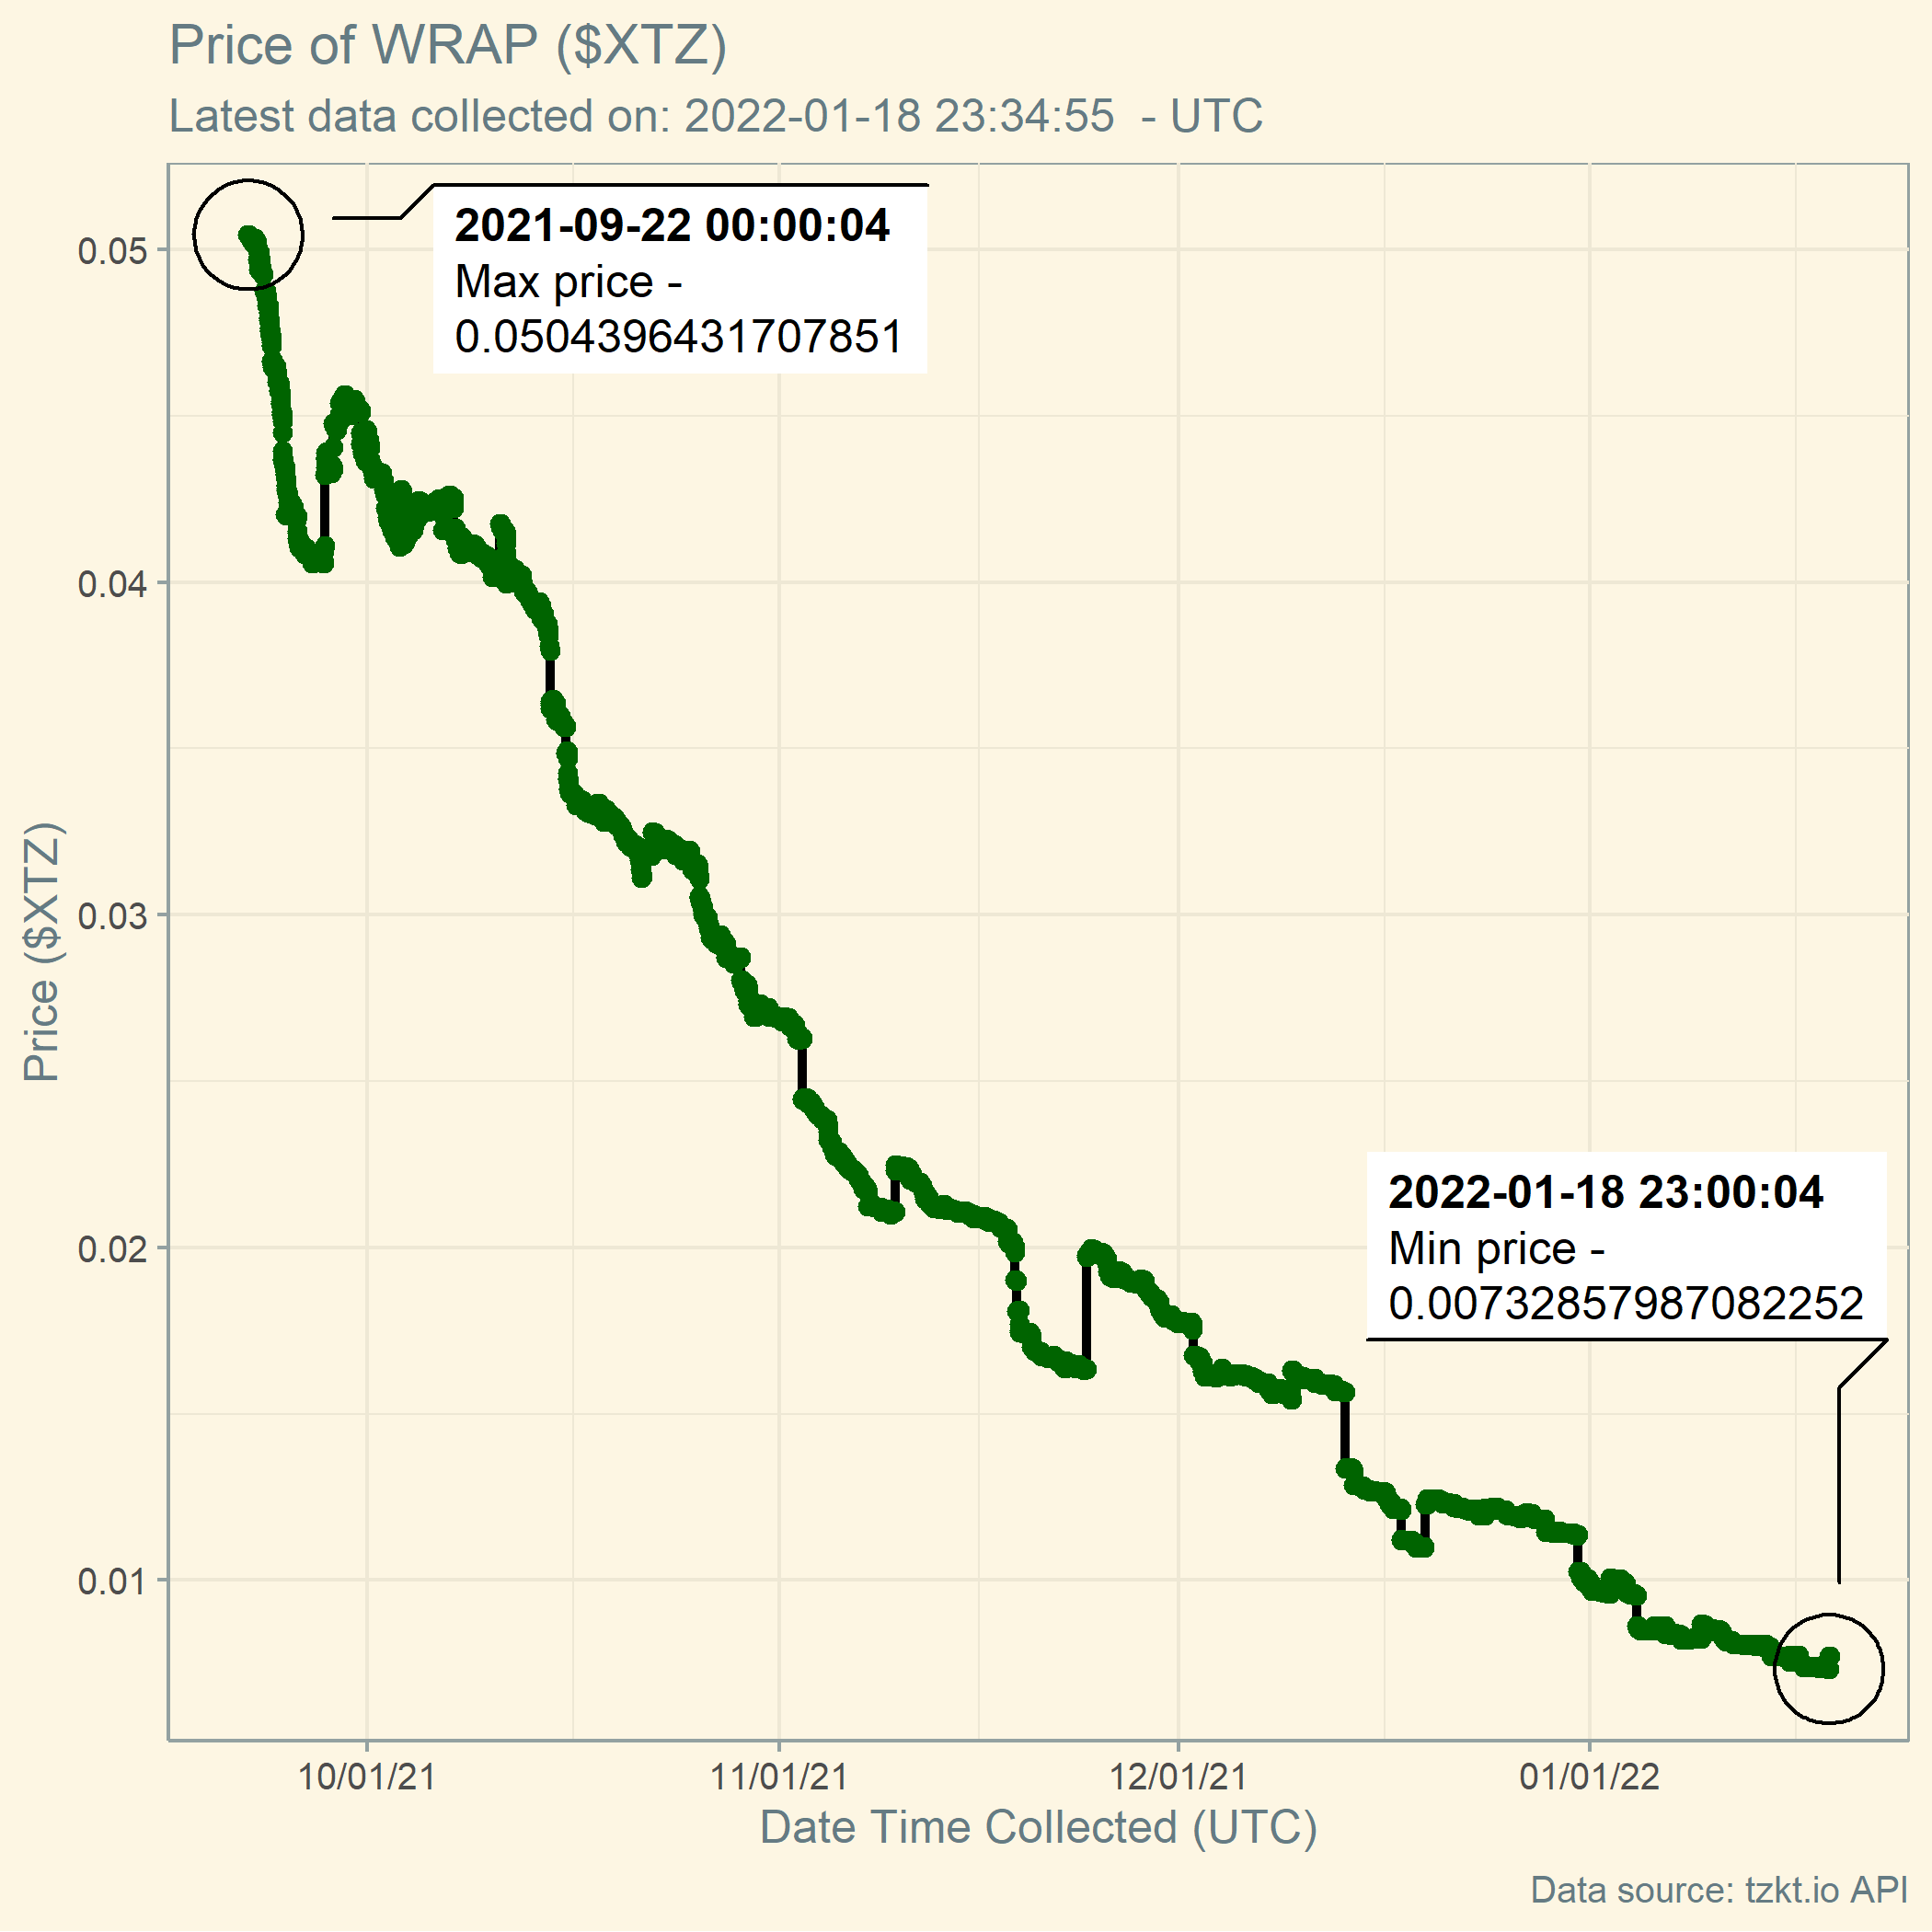 Price of WRAP ($XTZ)
Latest data collected on: 2022-01-18 23:34:55  - UTC
2021-09-22 00:00:04
Max price -
0.0504396431707851
2022-01-18 23:00:04
Min price -
0.00732857987082252
Price ($XTZ)
0.05
0.04
0.03
0.02
0.01
10/01/21
11/01/21
12/01/21
01/01/22
Date Time Collected (UTC)
Data source: tzkt.io API